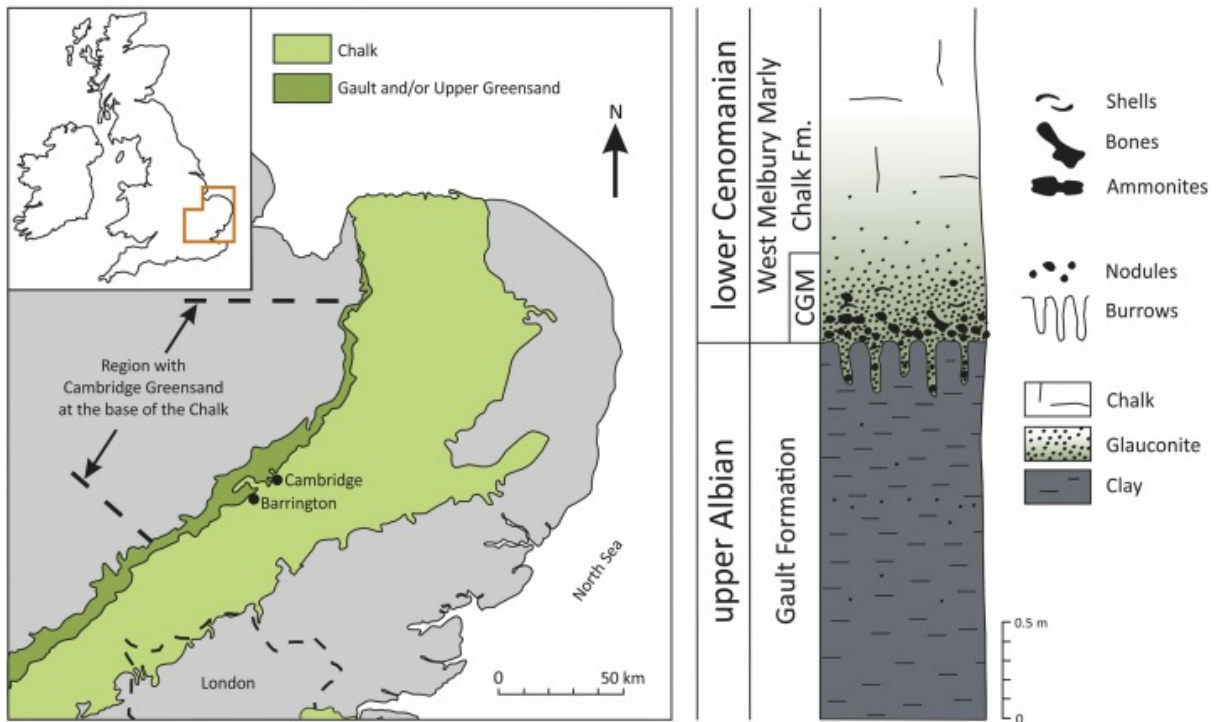 Chalk
Gault and/or Upper Greensand
N
Region with
Cambridge Greensand
at the base of the Chalk
Cambridge
Barrington
North Sea
London
0
50 km
lower Cenomanian
West Melbury Marly
Chalk Fm.
CGM
upper Albian
Gault Formation
Shells
Bones
Ammonites
Nodules
Burrows
Chalk
Glauconite
Clay
0.5 m
0